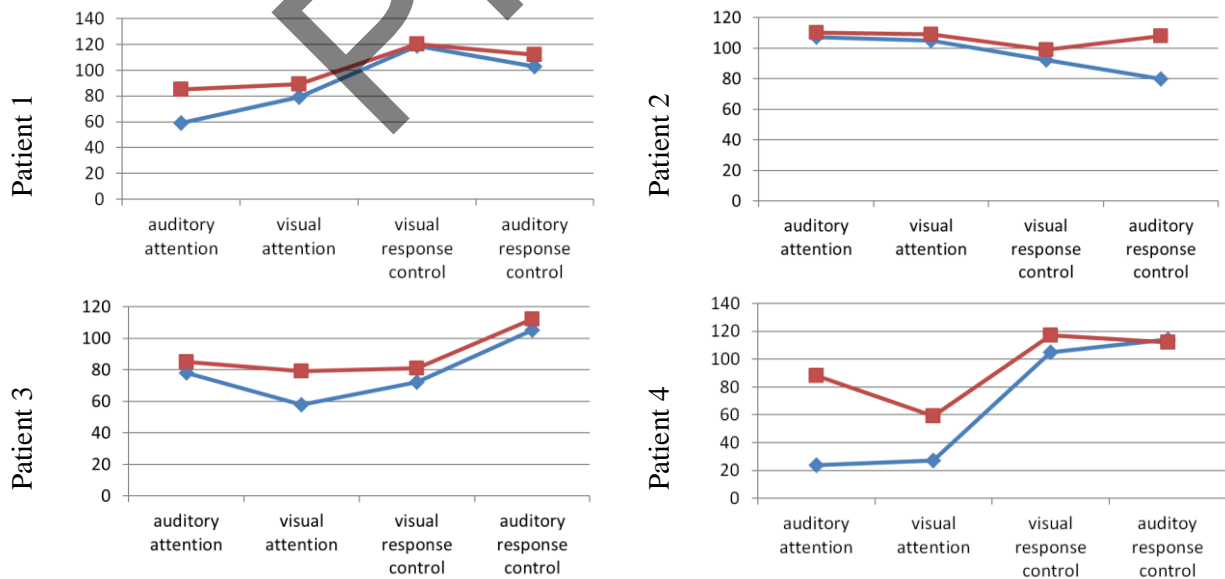 Patient 1
140
120
100
80
60
40
20
0
auditory attention
visual attention
visual response control
auditory response control
Patient 2
120
100
80
60
40
20
0
auditory attention
visual attention
visual response control
auditory response control
Patient 3
120
100
80
60
40
20
0
auditory attention
visual attention
visual response control
auditory response control
Patient 4
140
120
100
80
60
40
20
0
auditory attention
visual attention
visual response control
auditoy response control